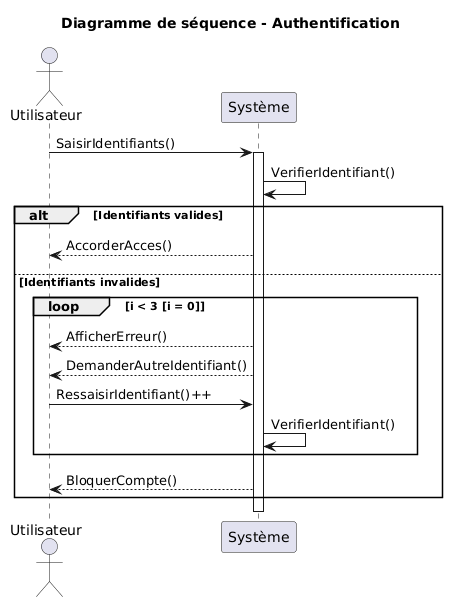 Diagramme de séquence - Authentification
Utilisateur
Système
SaisirIdentifiants()
VerifierIdentifiant()
alt [Identifiants valides]
AccorderAcces()
[Identifiants invalides]
loop [i < 3 [i = 0]]
AfficherErreur()
DemanderAutreIdentifiant()
RessaisirIdentifiant()++
VerifierIdentifiant()
BloquerCompte()
Utilisateur
Système